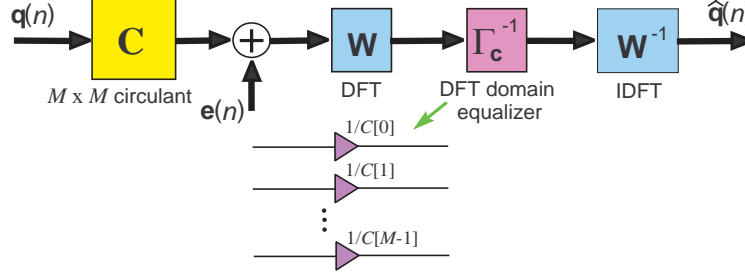 q(n)
C
+
W
Γc⁻¹
W⁻¹
q̂(n
M x M circulant
e(n)
DFT
DFT domain
equalizer
IDFT
1/C[0]
1/C[1]
1/C[M-1]